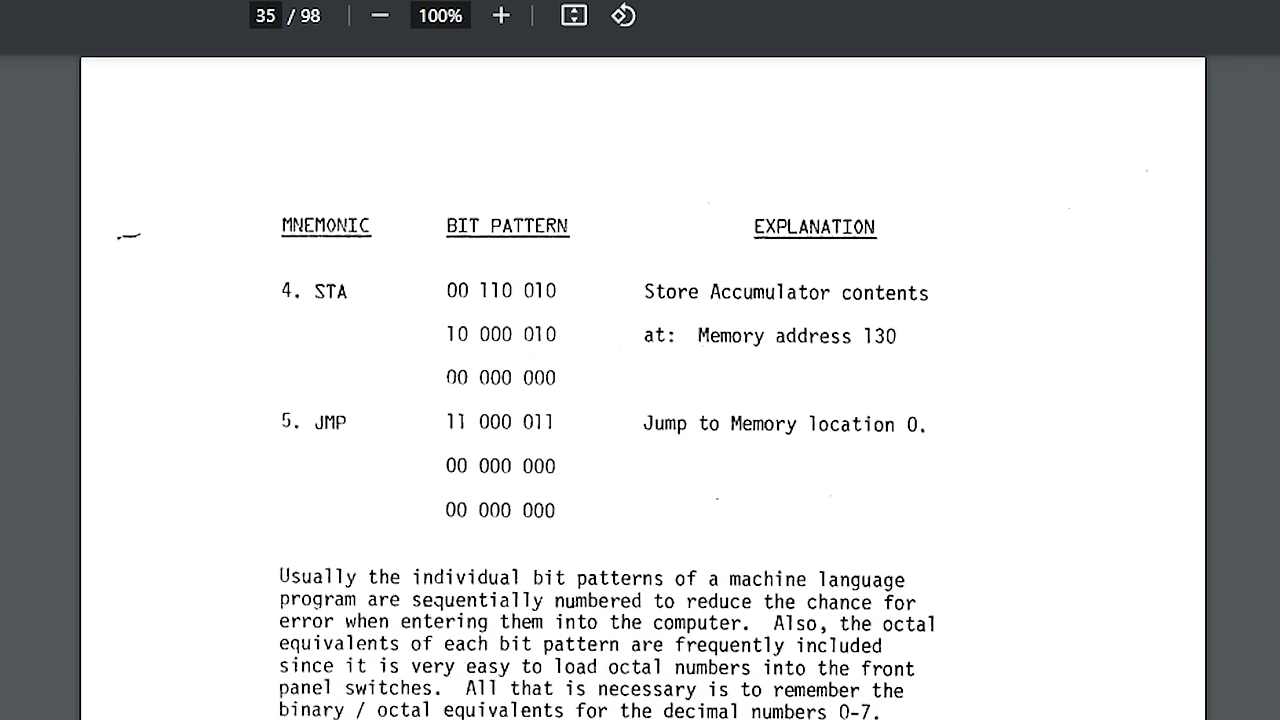 35 / 98 − 100% +
MNEMONIC BIT PATTERN EXPLANATION
4. STA 00 110 010 Store Accumulator contents
10 000 010 at: Memory address 130
00 000 000
5. JMP 11 000 011 Jump to Memory location 0.
00 000 000
00 000 000
Usually the individual bit patterns of a machine language
program are sequentially numbered to reduce the chance for
error when entering them into the computer. Also, the octal
equivalents of each bit pattern are frequently included
since it is very easy to load octal numbers into the front
panel switches. All that is necessary is to remember the
binary / octal equivalents for the decimal numbers 0-7.